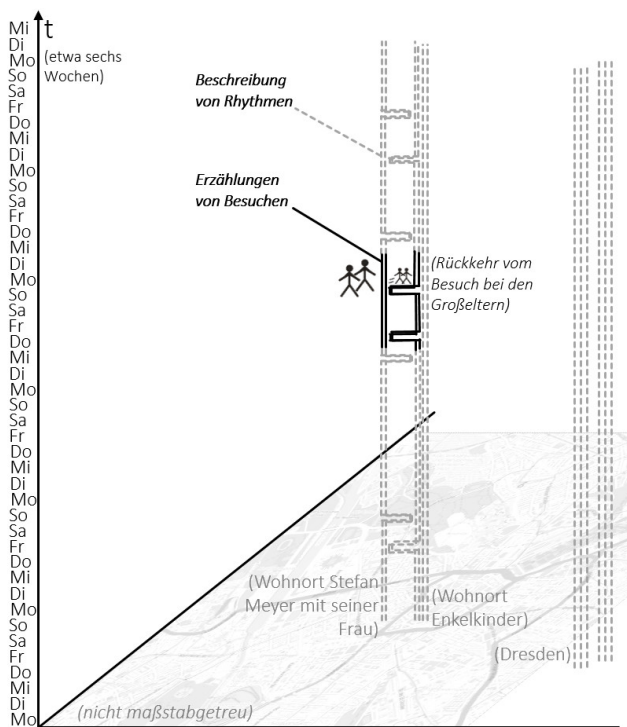 t
(etwa sechs
Wochen)
Mi
Di
Mo
So
Sa
Fr
Do
Mi
Di
Mo
So
Sa
Fr
Do
Mi
Di
Mo
So
Sa
Fr
Do
Mi
Di
Mo
So
Sa
Fr
Do
Mi
Di
Mo
So
Sa
Fr
Do
Mi
Di
Mo
So
Sa
Fr
Do
Mi
Di
Mo
Beschreibung
von Rhythmen
Erzählungen
von Besuchen
(Rückkehr vom
Besuch bei den
Großeltern)
(Wohnort Stefan
Meyer mit seiner
Frau)
(Wohnort
Enkelkinder)
(Dresden)
(nicht maßstabgetreu)